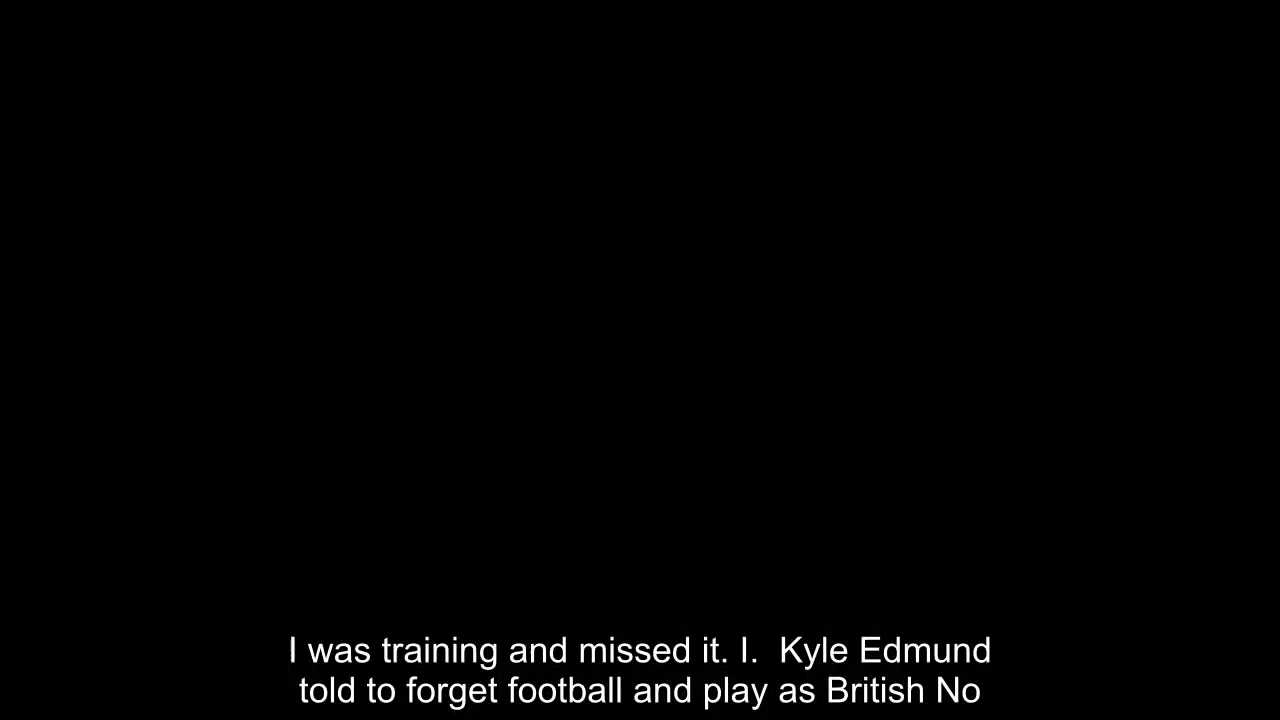 I was training and missed it. I.  Kyle Edmund
told to forget football and play as British No